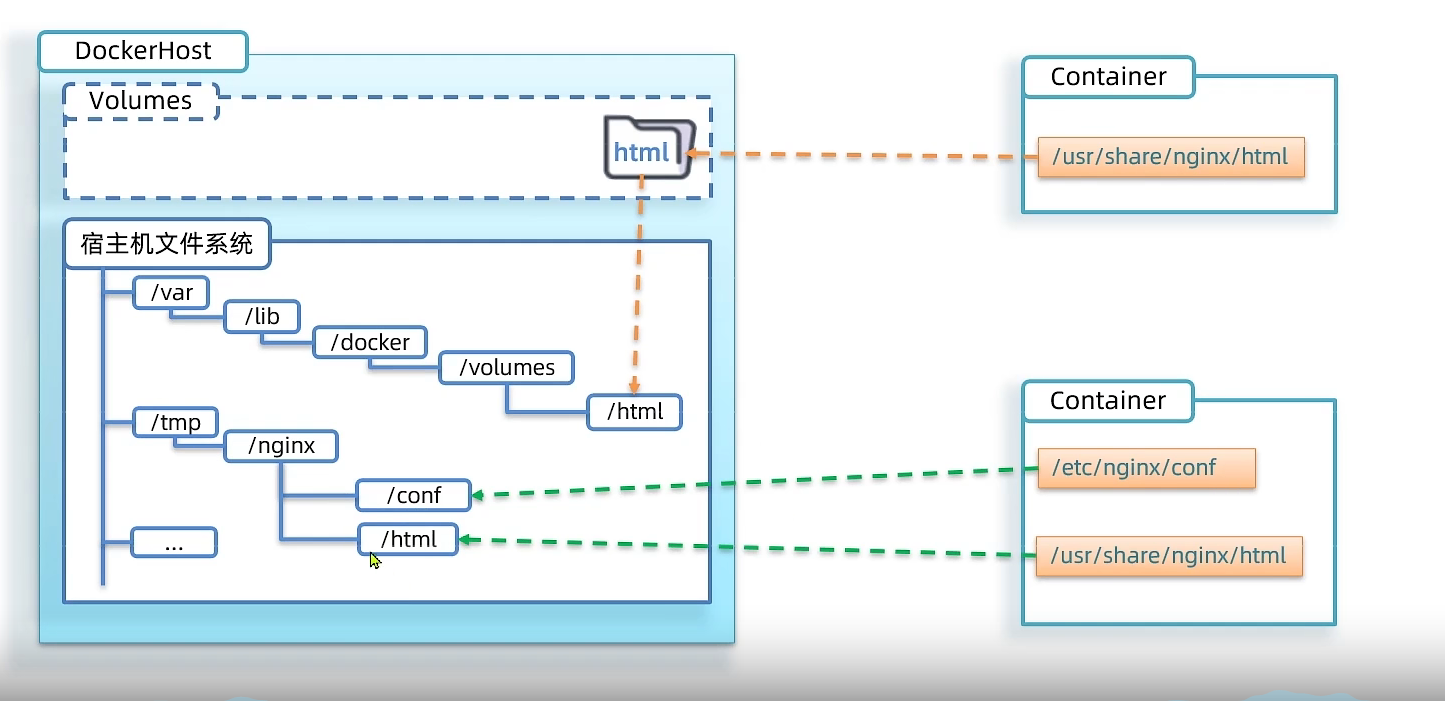 DockerHost
Volumes
html
宿主机文件系统
/var
/lib
/docker
/volumes
/html
/tmp
/nginx
/conf
/html
...
Container
/usr/share/nginx/html
Container
/etc/nginx/conf
/usr/share/nginx/html